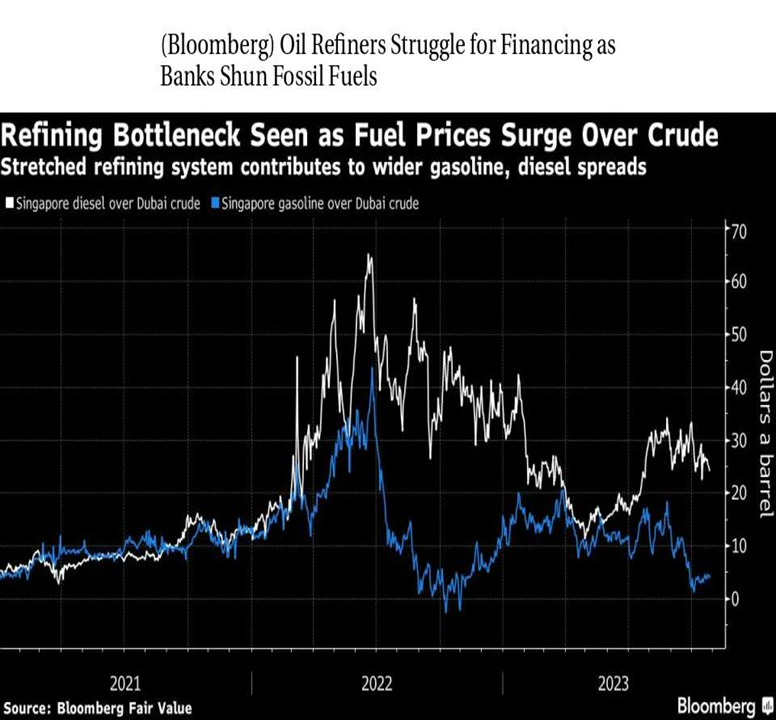 (Bloomberg) Oil Refiners Struggle for Financing as
Banks Shun Fossil Fuels
Refining Bottleneck Seen as Fuel Prices Surge Over Crude
Stretched refining system contributes to wider gasoline, diesel spreads
Singapore diesel over Dubai crude Singapore gasoline over Dubai crude
70
60
50
40
30
20
10
0
Dollars a barrel
2021 2022 2023
Source: Bloomberg Fair Value
Bloomberg